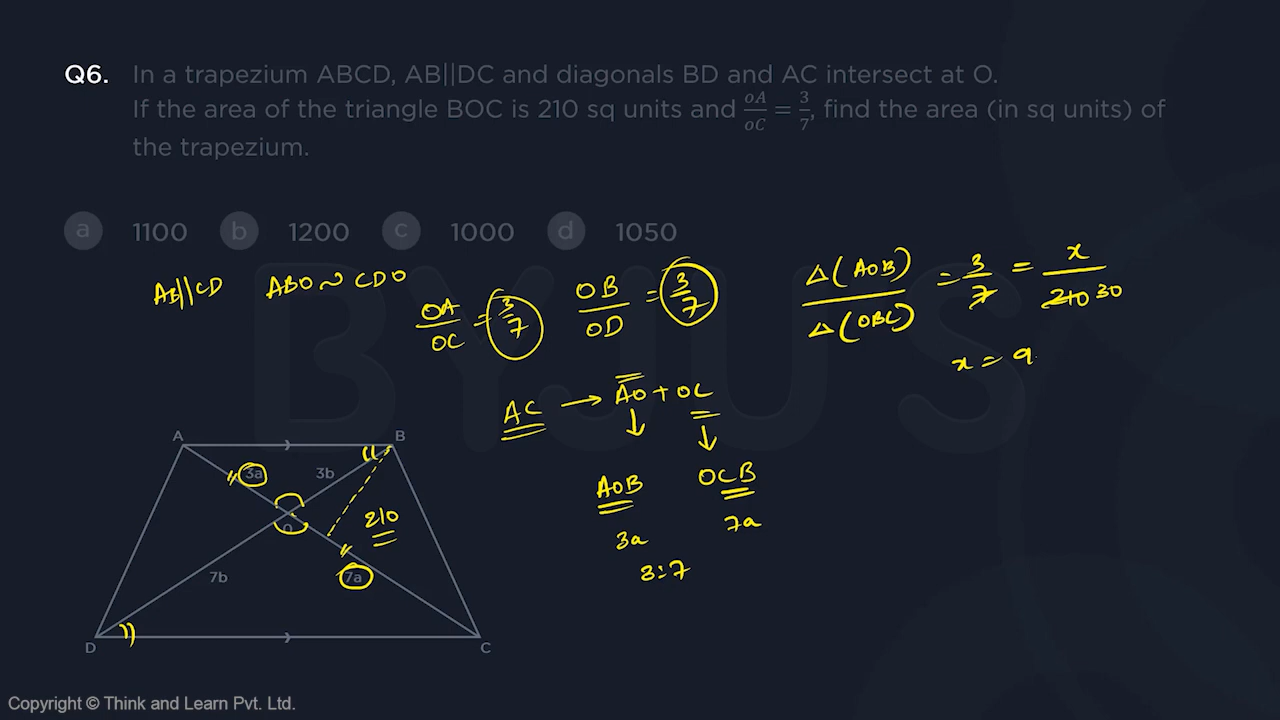 Q6. In a trapezium ABCD, AB||DC and diagonals BD and AC intersect at O.
If the area of the triangle BOC is 210 sq units and oA/oC = 3/7, find the area (in sq units) of
the trapezium.
a 1100 b 1200 c 1000 d 1050
BYJU'S
AB||CD ABO ~ CDO
OA/OC = 3/7
OB/OD = 3/7
Δ(AOB)/Δ(OBC) = 3/7 = x/210 30
x = 9
AC → AO + OC
AOB OCB
3a 7a
3:7
A B
3a 3b
O 210
7b 7a
D C
Copyright © Think and Learn Pvt. Ltd.